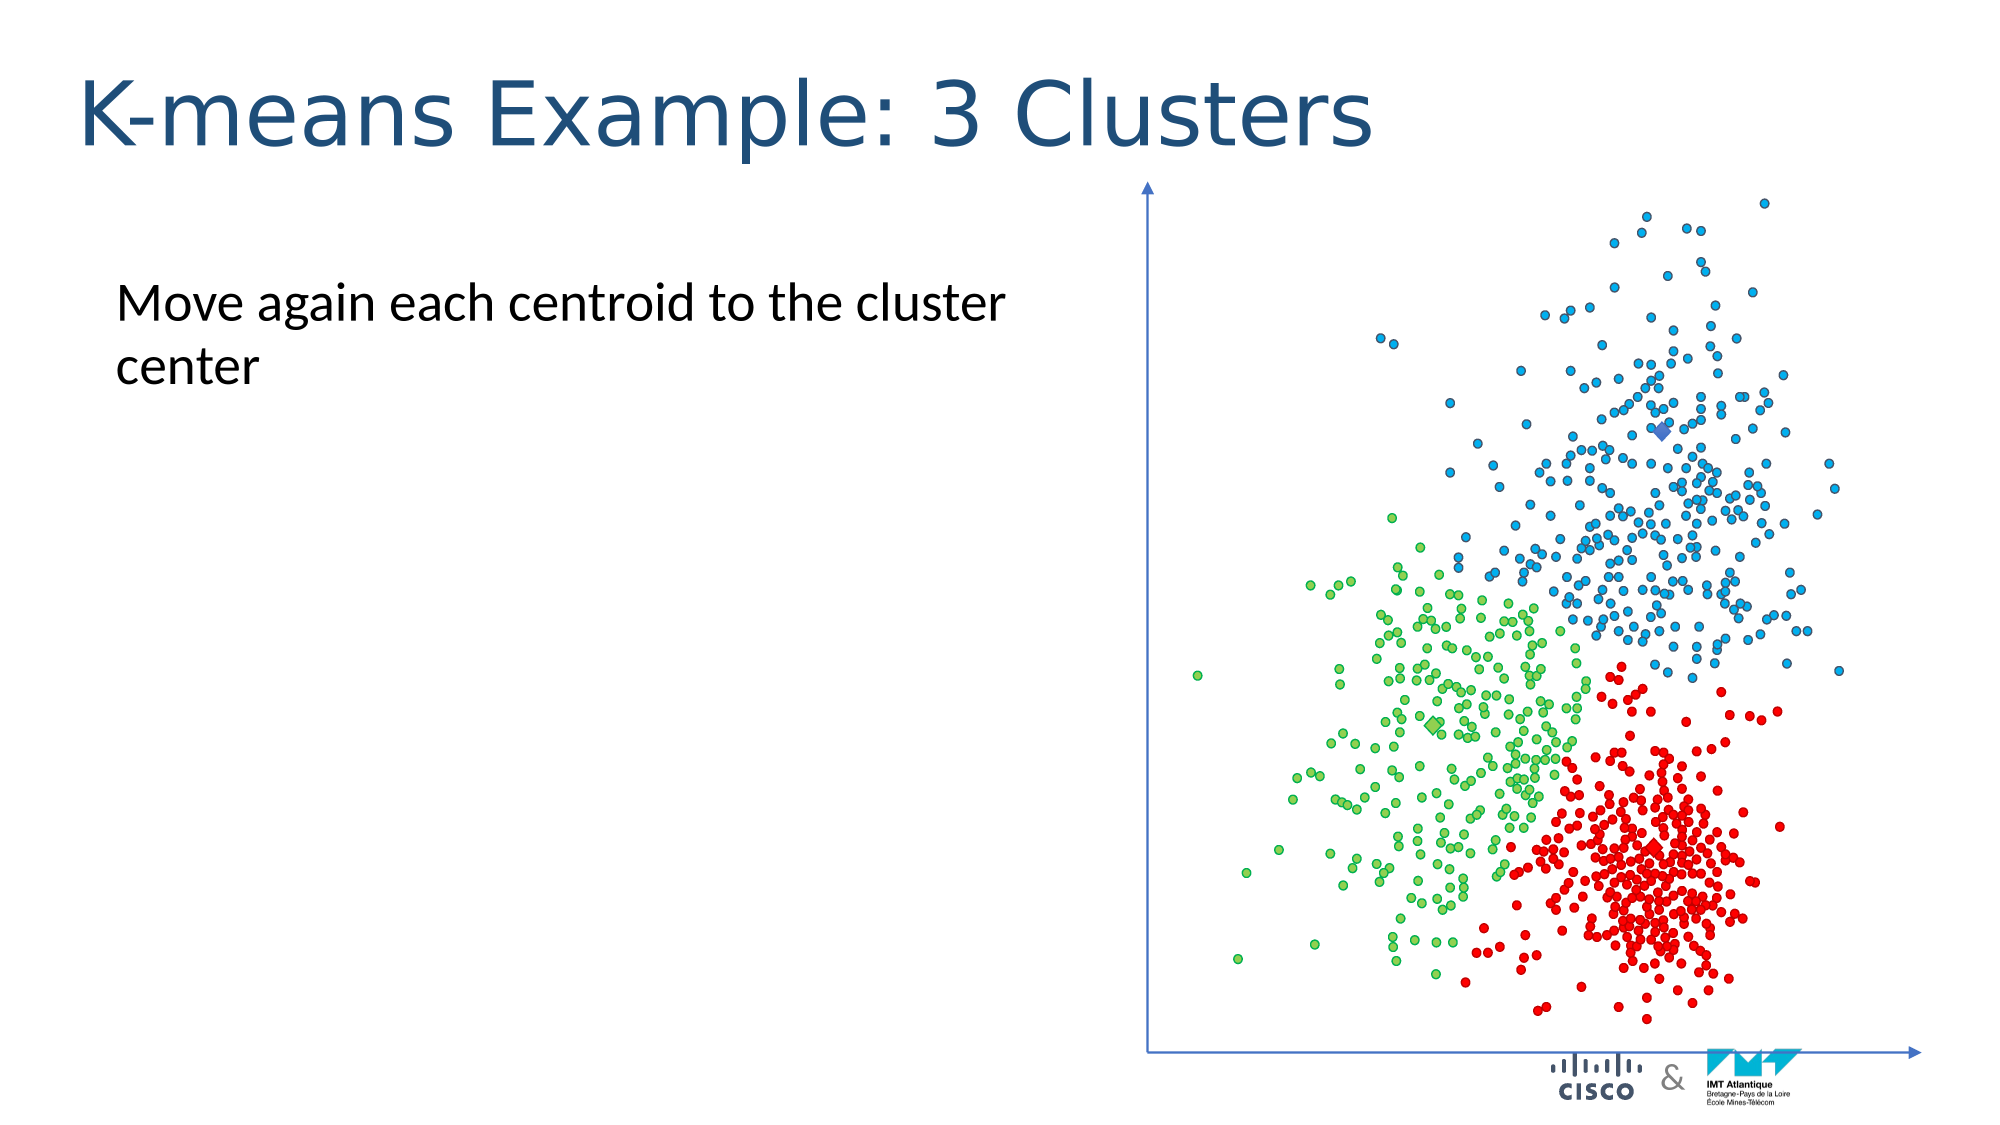 K-means Example: 3 Clusters
Move again each centroid to the cluster
center
CISCO
&
IMT Atlantique
Bretagne-Pays de la Loire
École Mines-Télécom